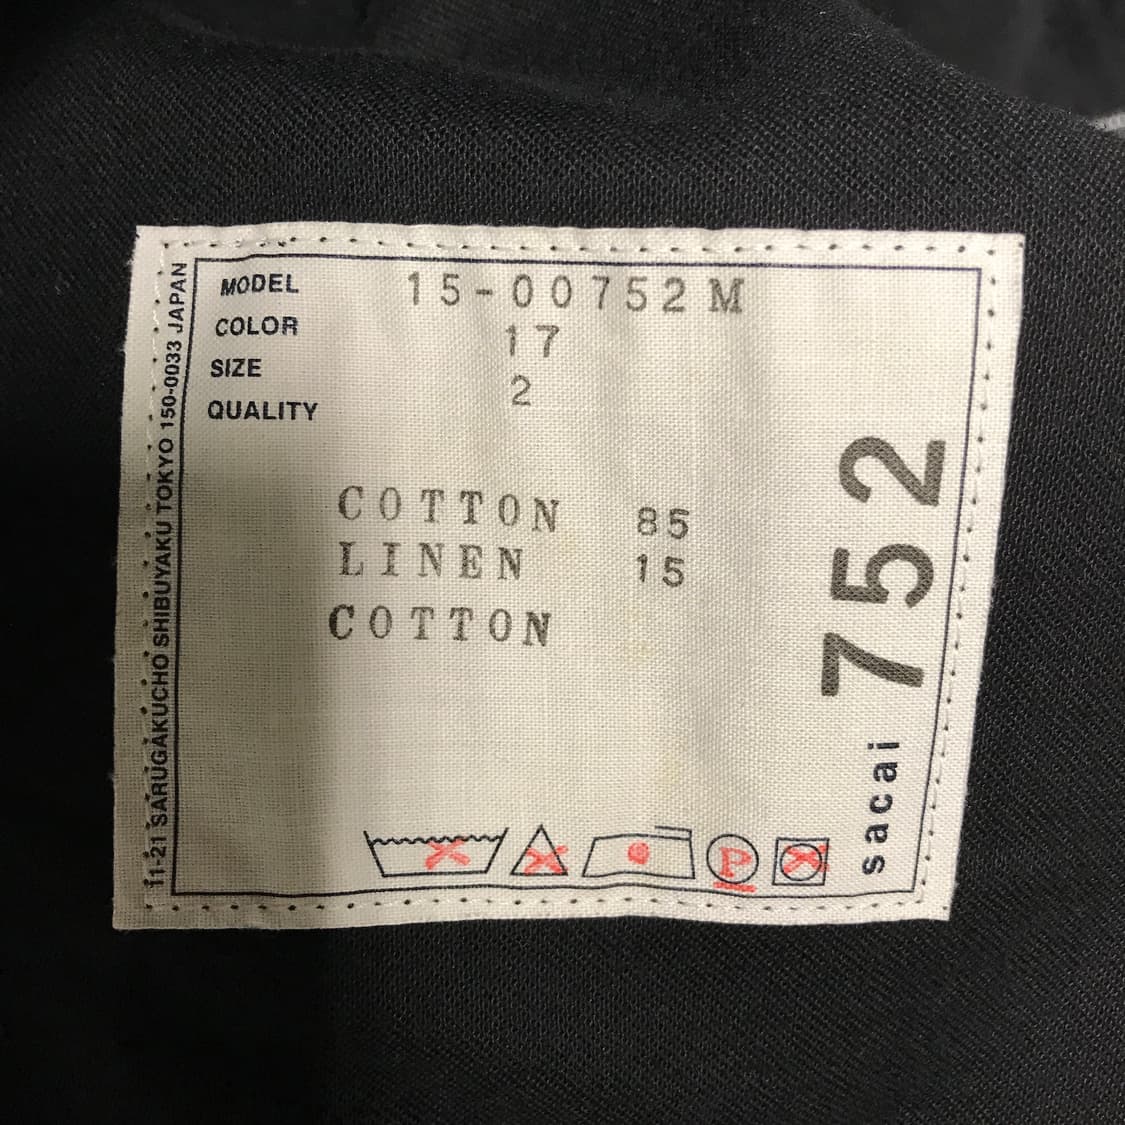 MODEL 15-00752M
COLOR 17
SIZE 2
QUALITY
COTTON 85
LINEN 15
COTTON
P
sacai 752
11-21 SARUGAKUCHO SHIBUYAKU TOKYO 150-0033 JAPAN